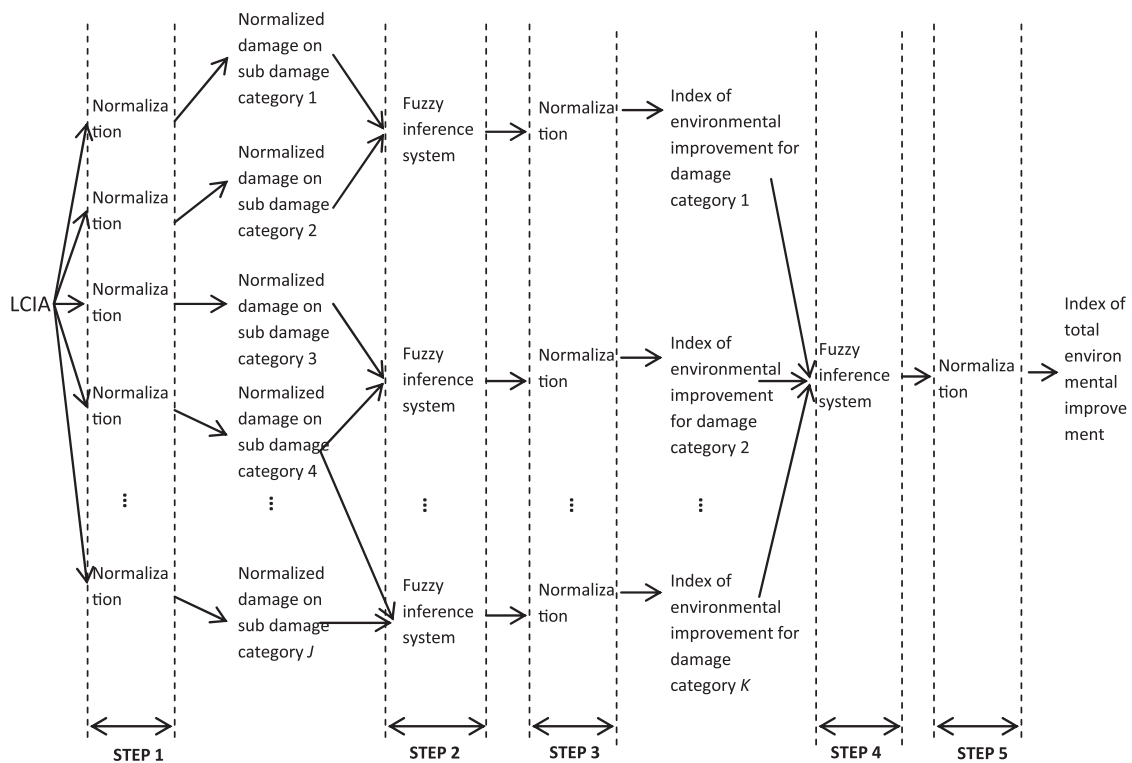 Normalized
damage on
sub damage
category 1
Normaliza
tion
Fuzzy
inference
system
Normaliza
tion
Index of
environmental
improvement for
damage
category 1
Normalized
damage on
sub damage
category 2
Normaliza
tion
LCIA
Normaliza
tion
Normalized
damage on
sub damage
category 3
Fuzzy
inference
system
Normaliza
tion
Index of
environmental
improvement
for damage
category 2
Normaliza
tion
Normalized
damage on
sub damage
category 4
Fuzzy
inference
system
Normaliza
tion
Index of
total
environ
mental
improve
ment
Normaliza
tion
Normalized
damage on
sub damage
category J
Fuzzy
inference
system
Normaliza
tion
Index of
environmental
improvement for
damage
category K
STEP 1
STEP 2
STEP 3
STEP 4
STEP 5